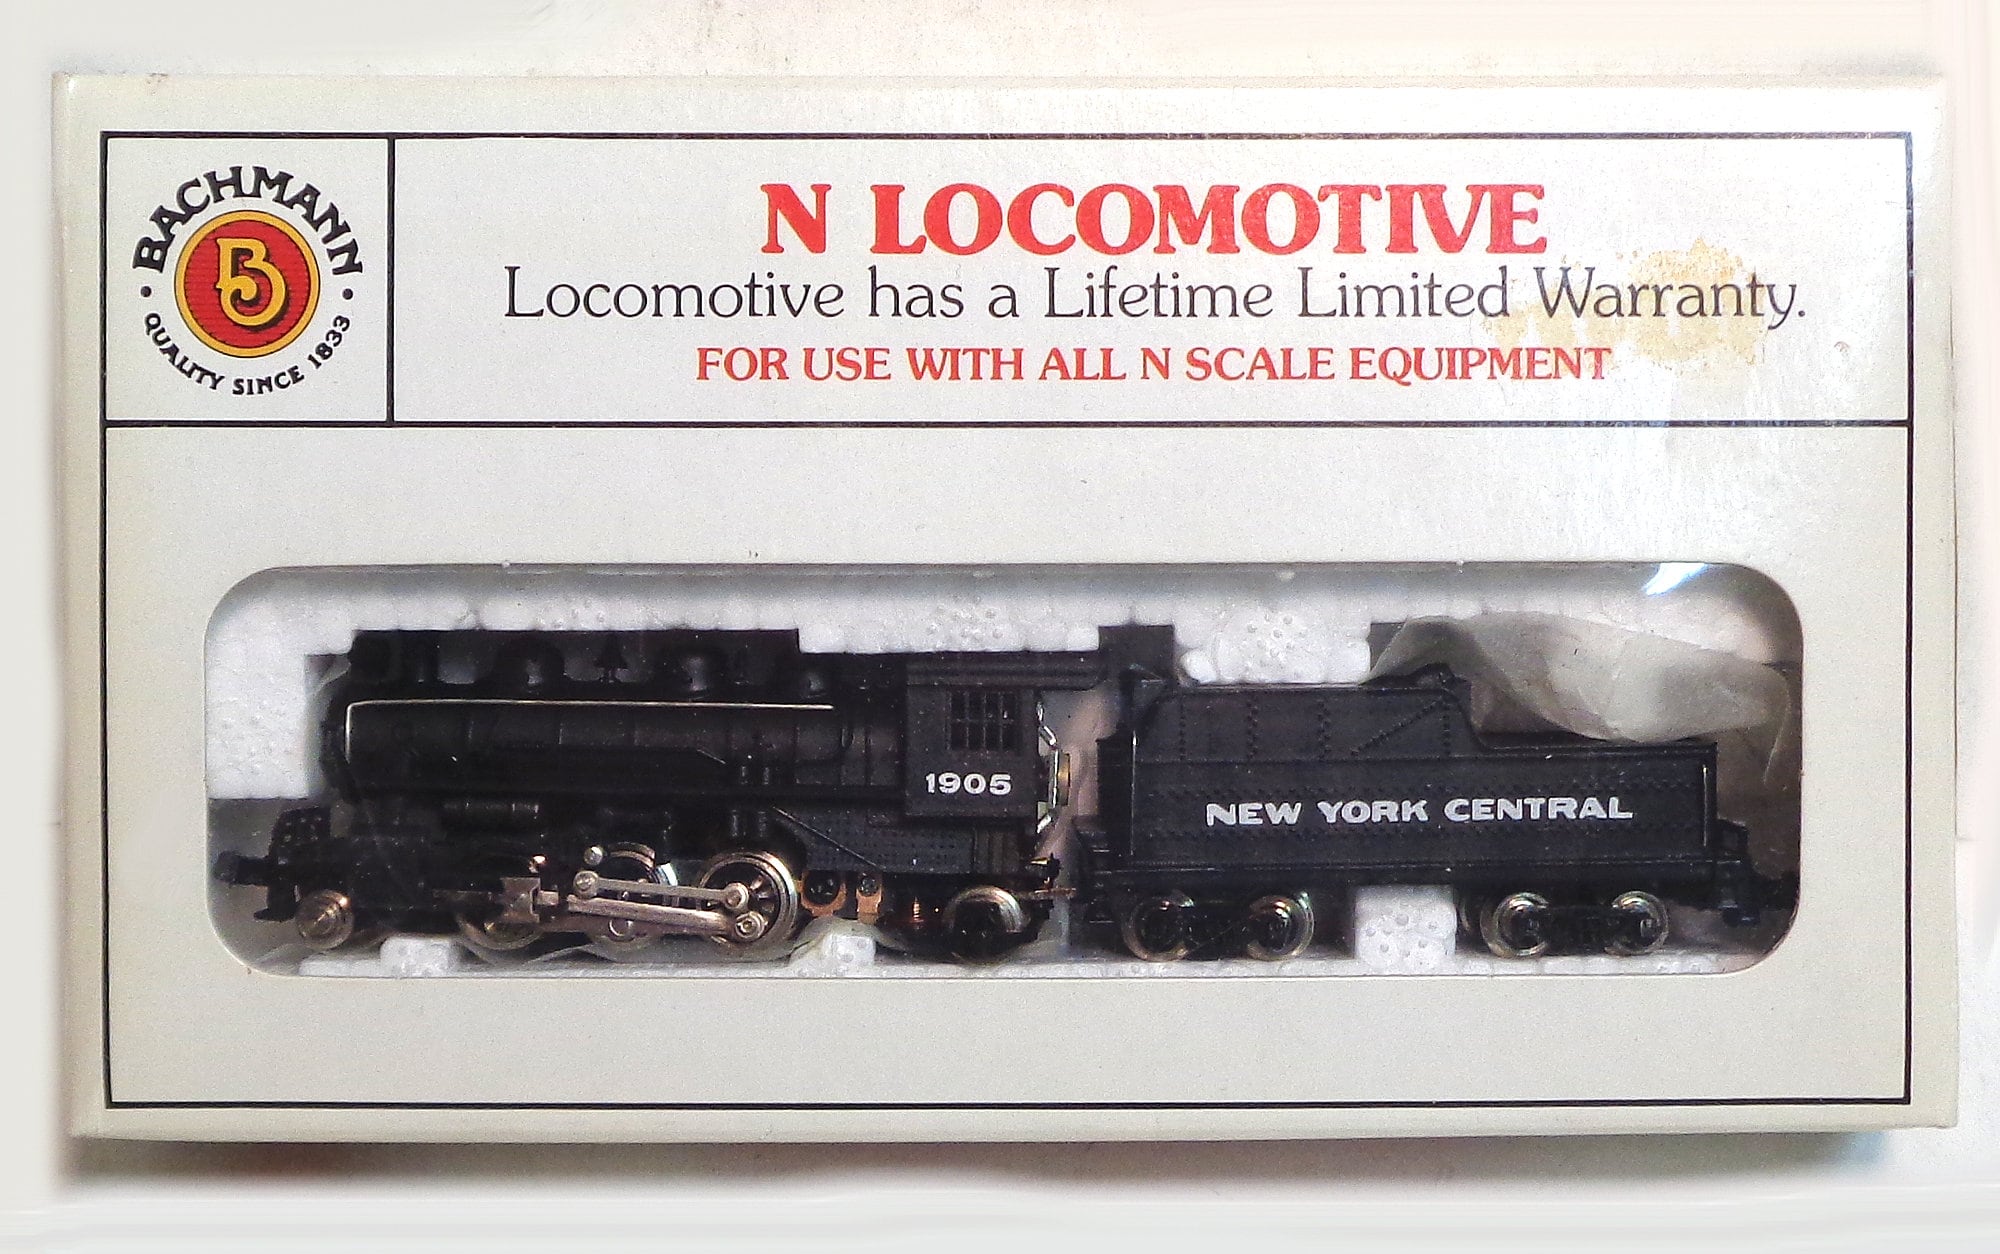 BACHMANN
B
• QUALITY SINCE 1833 •
N LOCOMOTIVE
Locomotive has a Lifetime Limited Warranty.
FOR USE WITH ALL N SCALE EQUIPMENT
1905
NEW YORK CENTRAL